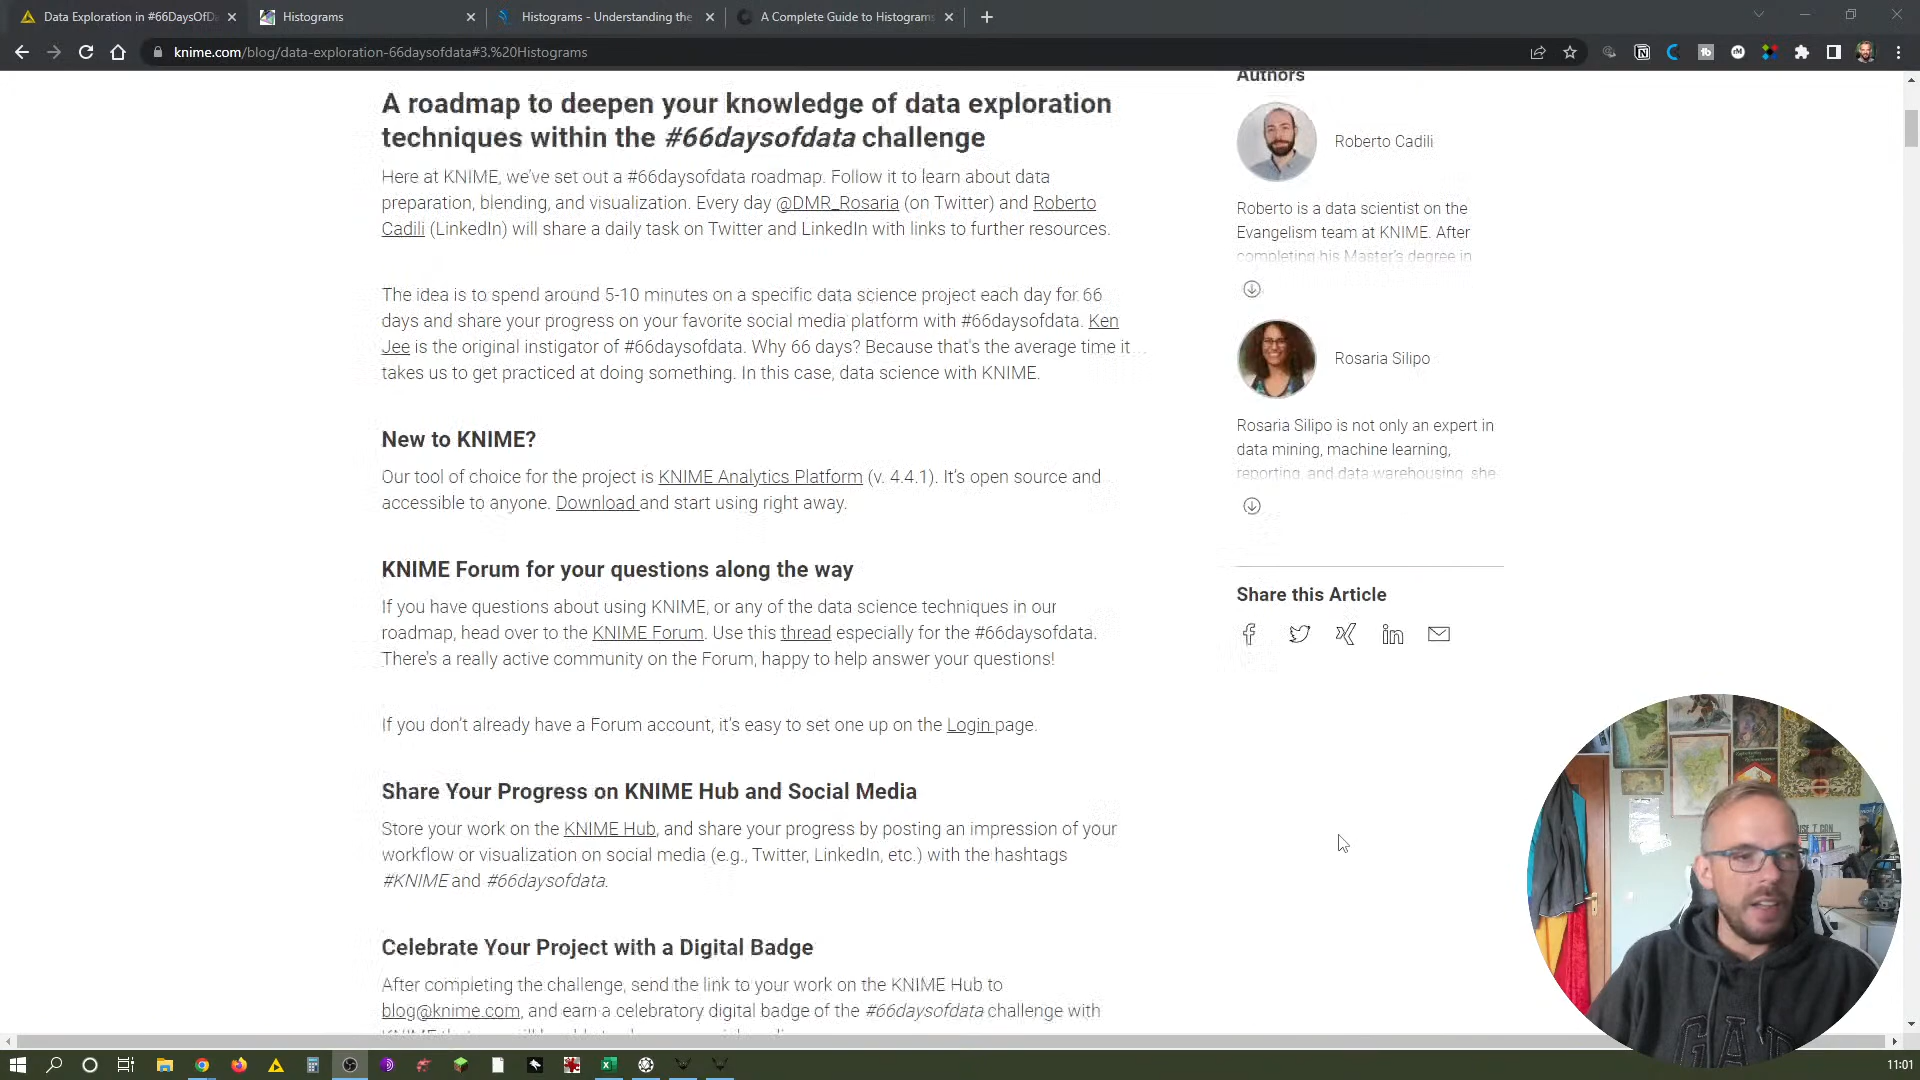 Data Exploration in #66DaysOfD
Histograms
Histograms - Understanding the
A Complete Guide to Histograms
knime.com/blog/data-exploration-66daysofdata#3.%20Histograms
A roadmap to deepen your knowledge of data exploration
techniques within the #66daysofdata challenge
Here at KNIME, we’ve set out a #66daysofdata roadmap. Follow it to learn about data
preparation, blending, and visualization. Every day @DMR_Rosaria (on Twitter) and Roberto
Cadili (LinkedIn) will share a daily task on Twitter and LinkedIn with links to further resources.
The idea is to spend around 5-10 minutes on a specific data science project each day for 66
days and share your progress on your favorite social media platform with #66daysofdata. Ken
Jee is the original instigator of #66daysofdata. Why 66 days? Because that's the average time it
takes us to get practiced at doing something. In this case, data science with KNIME.
New to KNIME?
Our tool of choice for the project is KNIME Analytics Platform (v. 4.4.1). It’s open source and
accessible to anyone. Download and start using right away.
KNIME Forum for your questions along the way
If you have questions about using KNIME, or any of the data science techniques in our
roadmap, head over to the KNIME Forum. Use this thread especially for the #66daysofdata.
There’s a really active community on the Forum, happy to help answer your questions!
If you don’t already have a Forum account, it’s easy to set one up on the Login page.
Share Your Progress on KNIME Hub and Social Media
Store your work on the KNIME Hub, and share your progress by posting an impression of your
workflow or visualization on social media (e.g., Twitter, LinkedIn, etc.) with the hashtags
#KNIME and #66daysofdata.
Celebrate Your Project with a Digital Badge
After completing the challenge, send the link to your work on the KNIME Hub to
blog@knime.com, and earn a celebratory digital badge of the #66daysofdata challenge with
Authors
Roberto Cadili
Roberto is a data scientist on the
Evangelism team at KNIME. After
completing his Master's degree in
Rosaria Silipo
Rosaria Silipo is not only an expert in
data mining, machine learning,
reporting, and data warehousing, she
Share this Article
GAP
11:01